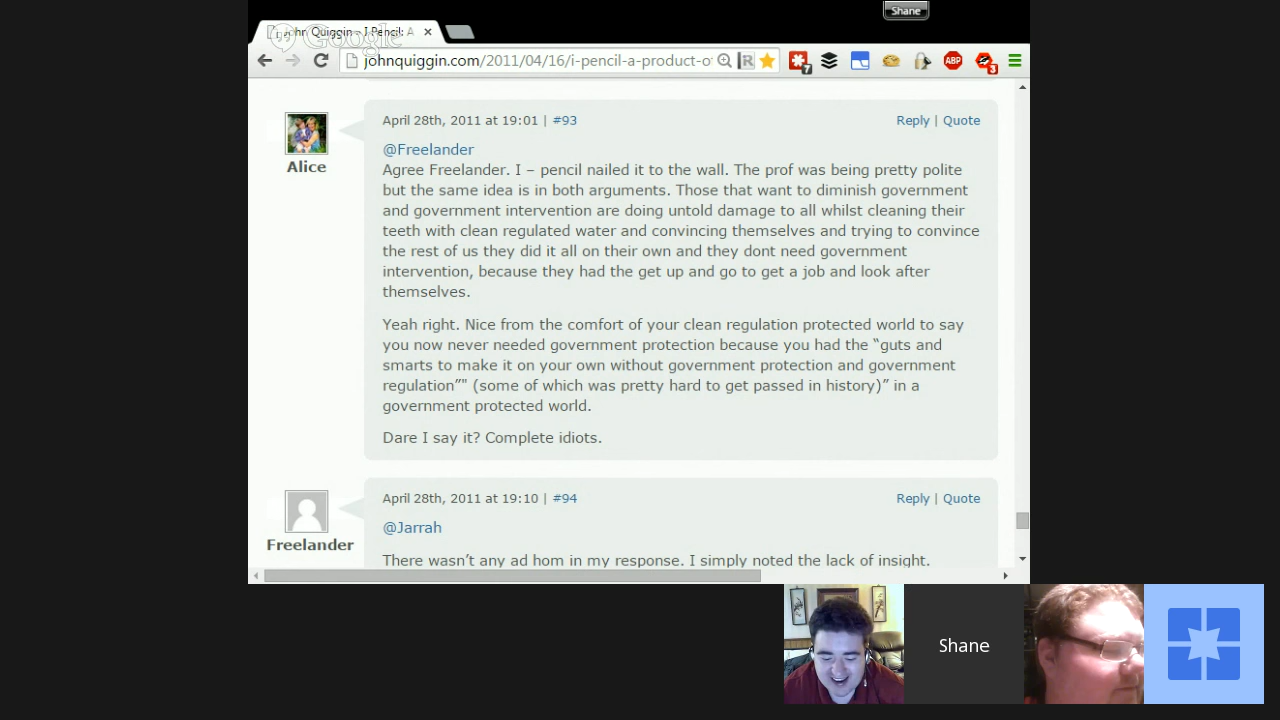 Shane
John Quiggin – I Pencil: A
Google
johnquiggin.com/2011/04/16/i-pencil-a-product-o
7
ABP
3
April 28th, 2011 at 19:01 | #93
Reply | Quote
Alice
@Freelander
Agree Freelander. I – pencil nailed it to the wall. The prof was being pretty polite
but the same idea is in both arguments. Those that want to diminish government
and government intervention are doing untold damage to all whilst cleaning their
teeth with clean regulated water and convincing themselves and trying to convince
the rest of us they did it all on their own and they dont need government
intervention, because they had the get up and go to get a job and look after
themselves.
Yeah right. Nice from the comfort of your clean regulation protected world to say
you now never needed government protection because you had the “guts and
smarts to make it on your own without government protection and government
regulation”" (some of which was pretty hard to get passed in history)” in a
government protected world.
Dare I say it? Complete idiots.
April 28th, 2011 at 19:10 | #94
Reply | Quote
Freelander
@Jarrah
There wasn’t any ad hom in my response. I simply noted the lack of insight.
Shane